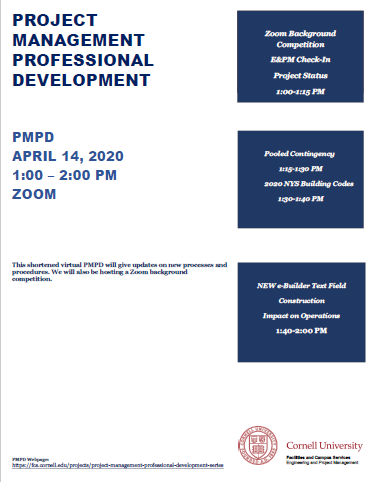 PROJECT
MANAGEMENT
PROFESSIONAL
DEVELOPMENT
PMPD
APRIL 14, 2020
1:00 – 2:00 PM
ZOOM
This shortened virtual PMPD will give updates on new processes and
procedures. We will also be hosting a Zoom background
competition.
PMPD Webpage:
https://fcs.cornell.edu/projects/project-management-professional-development-series
Zoom Background
Competition
E&PM Check-In
Project Status
1:00-1:15 PM
Pooled Contingency
1:15-1:30 PM
2020 NYS Building Codes
1:30-1:40 PM
NEW e-Builder Text Field
Construction
Impact on Operations
1:40-2:00 PM
Cornell University
Facilities and Campus Services
Engineering and Project Management